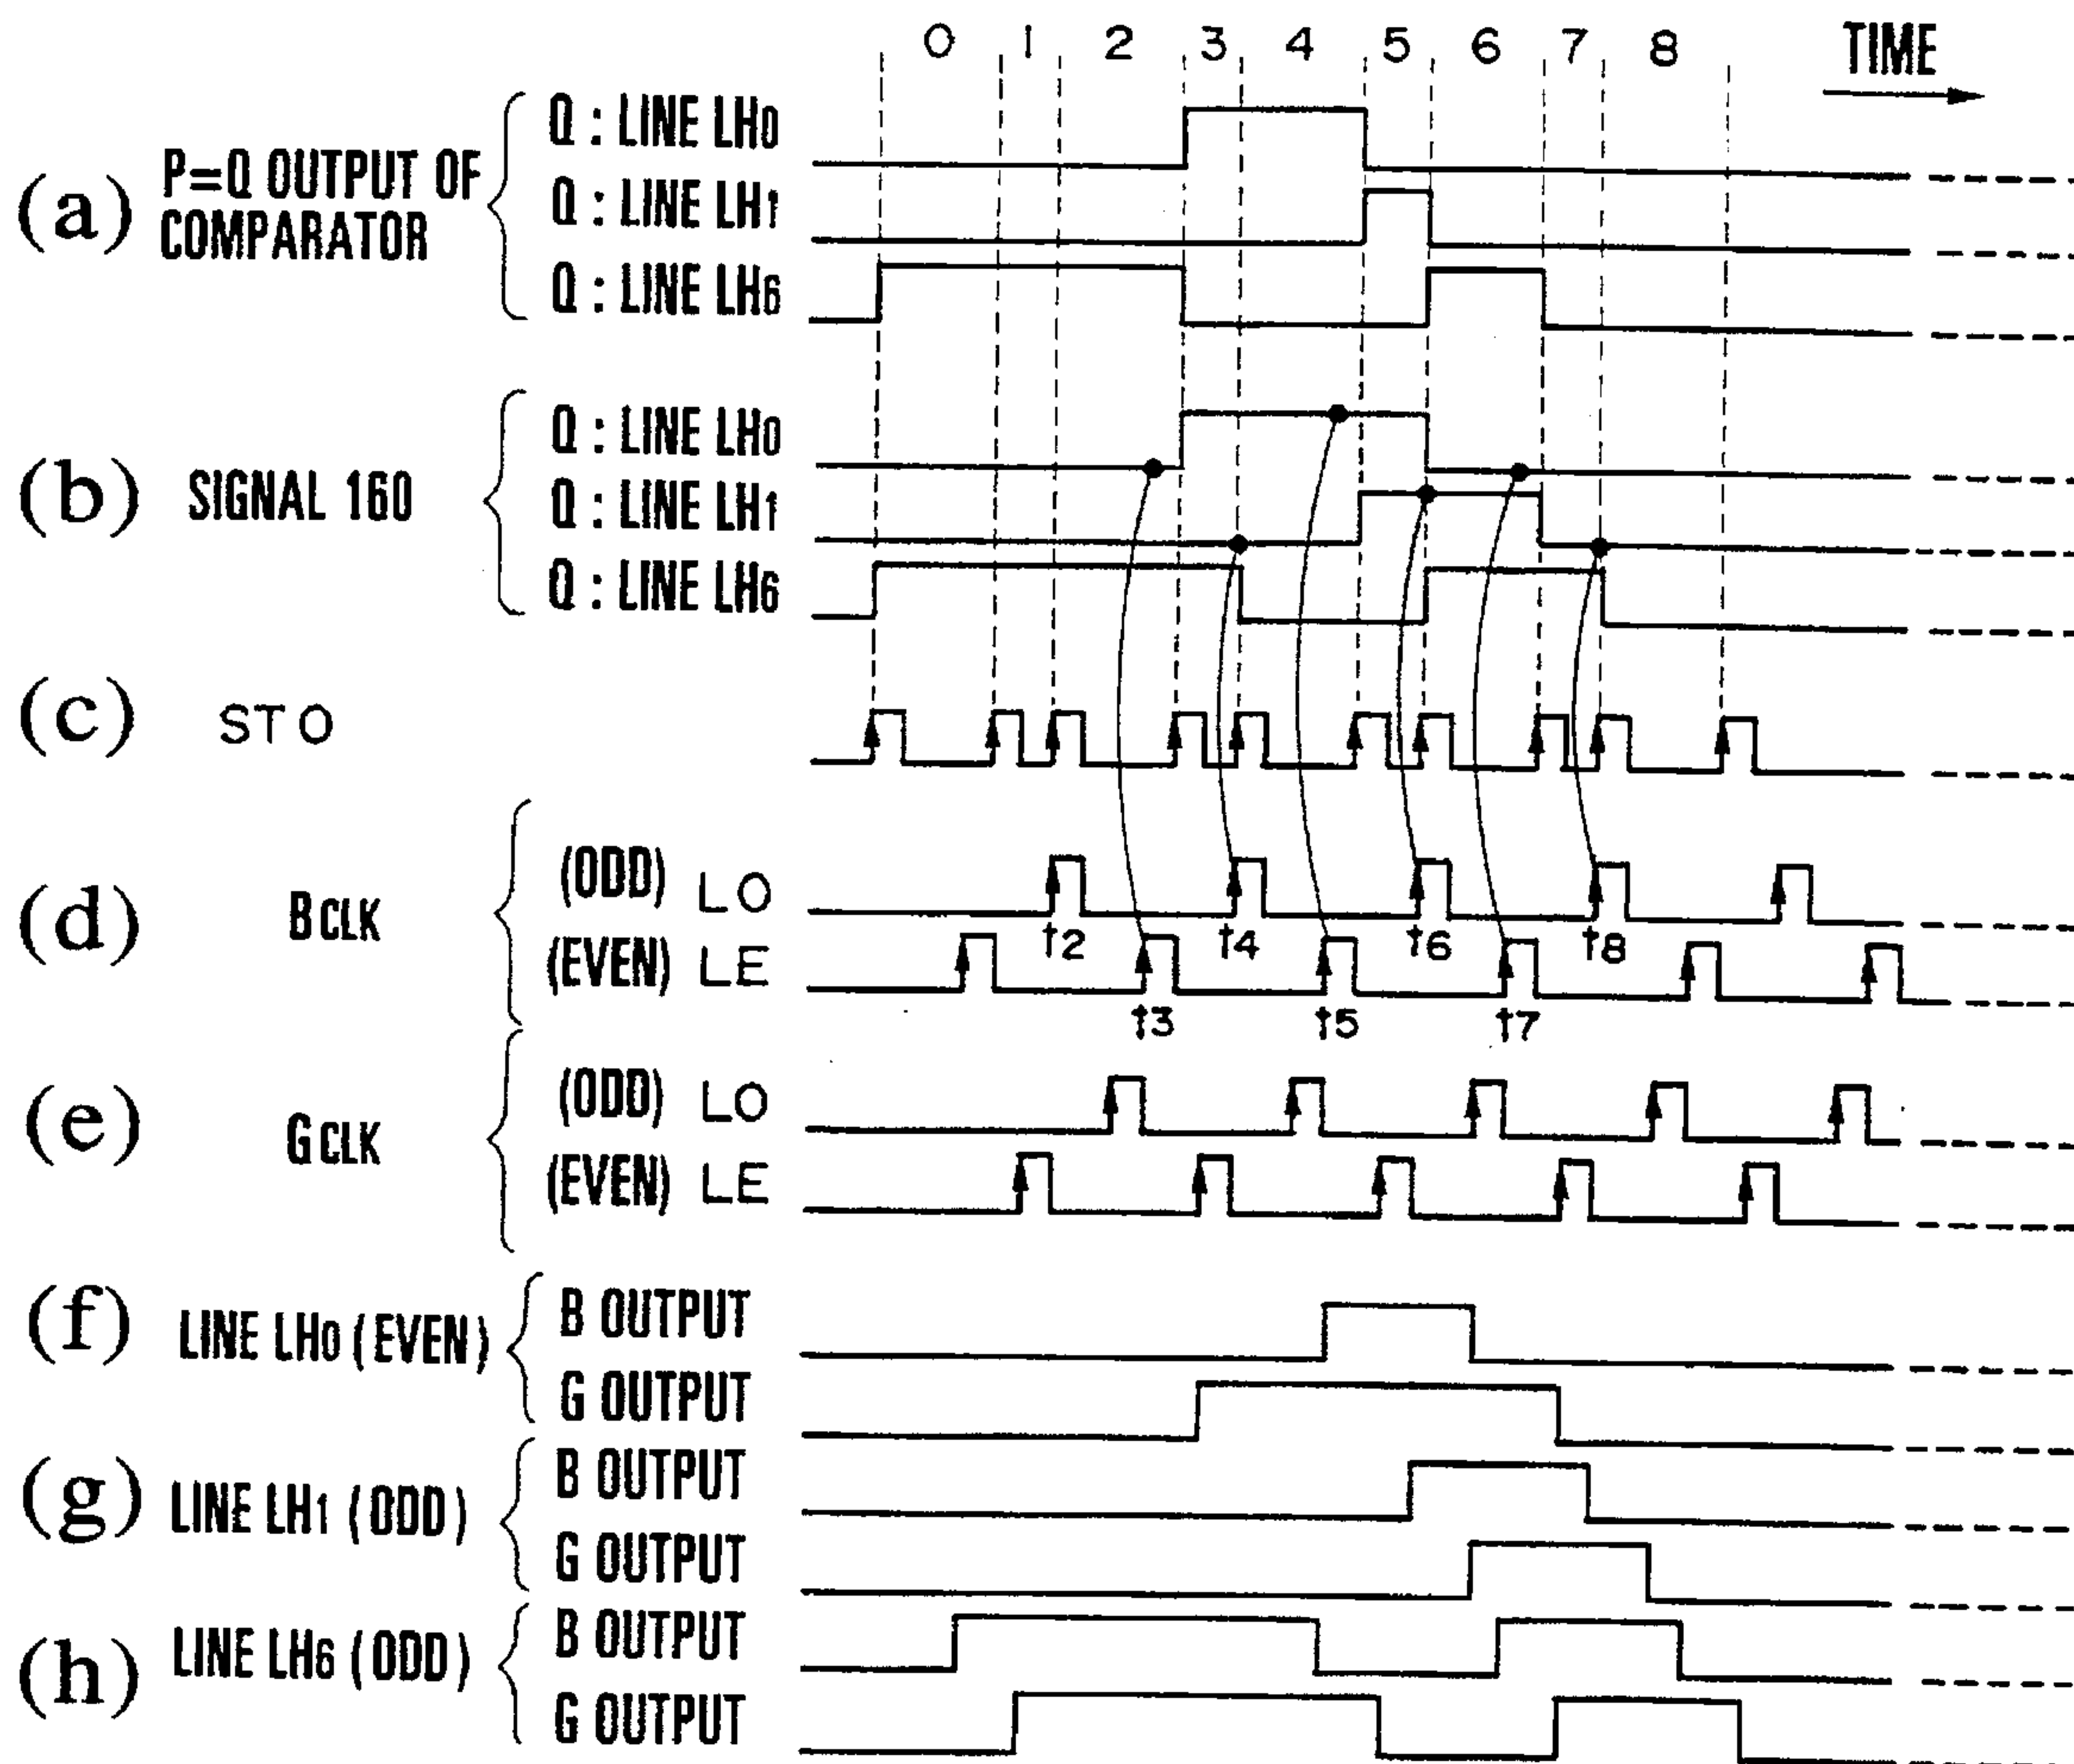 0 1 2 3 4 5 6 7 8 TIME
(a) P=Q OUTPUT OF COMPARATOR
Q : LINE LH0
Q : LINE LH1
Q : LINE LH6
(b) SIGNAL 160
Q : LINE LH0
Q : LINE LH1
Q : LINE LH6
(c) STO
(d) BCLK
(ODD) LO
t2 t4 t6 t8
(EVEN) LE
t3 t5 t7
(e) GCLK
(ODD) LO
(EVEN) LE
(f) LINE LH0 (EVEN)
B OUTPUT
G OUTPUT
(g) LINE LH1 (ODD)
B OUTPUT
G OUTPUT
(h) LINE LH6 (ODD)
B OUTPUT
G OUTPUT